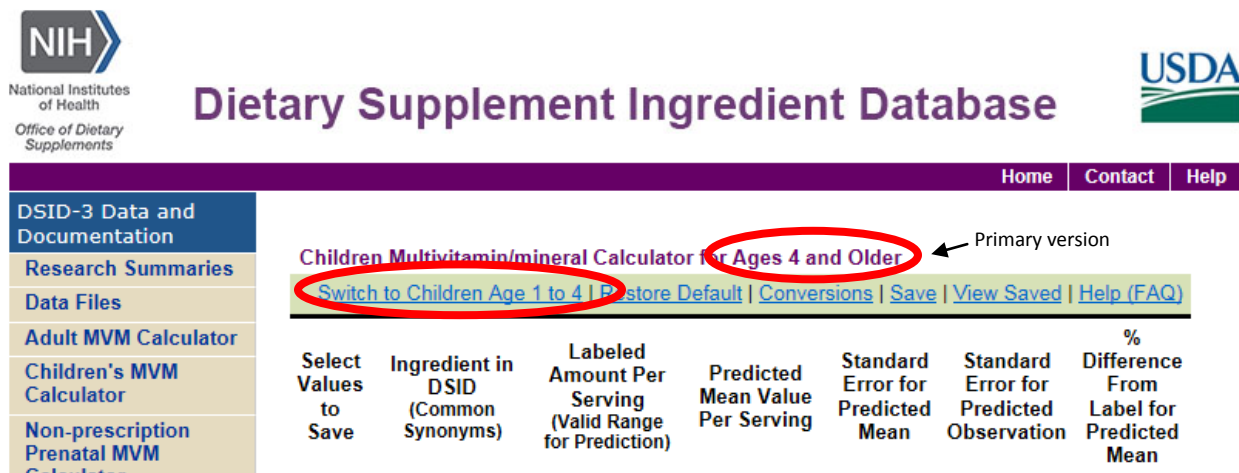 NIH
National Institutes
of Health
Office of Dietary
Supplements
Dietary Supplement Ingredient Database
USDA
Home | Contact | Help
DSID-3 Data and
Documentation
Research Summaries
Data Files
Adult MVM Calculator
Children's MVM
Calculator
Non-prescription
Prenatal MVM
Calculator
Children Multivitamin/mineral Calculator for Ages 4 and Older
Primary version
Switch to Children Age 1 to 4 | Restore Default | Conversions | Save | View Saved | Help (FAQ)
Select
Values
to
Save
Ingredient in
DSID
(Common
Synonyms)
Labeled
Amount Per
Serving
(Valid Range
for Prediction)
Predicted
Mean Value
Per Serving
Standard
Error for
Predicted
Mean
Standard
Error for
Predicted
Observation
%
Difference
From
Label for
Predicted
Mean